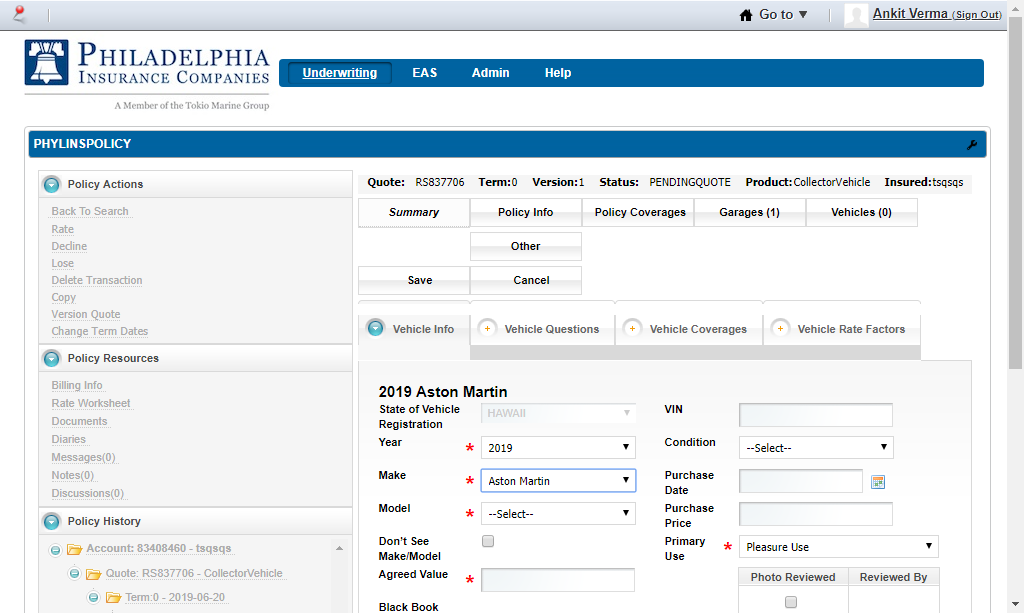 Go to ▼
Ankit Verma (Sign Out)
PHILADELPHIA
INSURANCE COMPANIES
A Member of the Tokio Marine Group
Underwriting EAS Admin Help
PHYLINSPOLICY
Policy Actions
Back To Search
Rate
Decline
Lose
Delete Transaction
Copy
Version Quote
Change Term Dates
Policy Resources
Billing Info
Rate Worksheet
Documents
Diaries
Messages(0)
Notes(0)
Discussions(0)
Policy History
Account: 83408460 - tsqsqs
Quote: RS837706 - CollectorVehicle
Term:0 - 2019-06-20
Quote: RS837706 Term:0 Version:1 Status: PENDINGQUOTE Product:CollectorVehicle Insured:tsqsqs
Summary Policy Info Policy Coverages Garages (1) Vehicles (0)
Other
Save Cancel
Vehicle Info Vehicle Questions Vehicle Coverages Vehicle Rate Factors
2019 Aston Martin
State of Vehicle
Registration
HAWAII
VIN
Year * 2019
Condition --Select--
Make * Aston Martin
Purchase
Date
Model * --Select--
Purchase
Price
Don't See
Make/Model
Primary
Use
* Pleasure Use
Agreed Value *
Photo Reviewed Reviewed By
Black Book